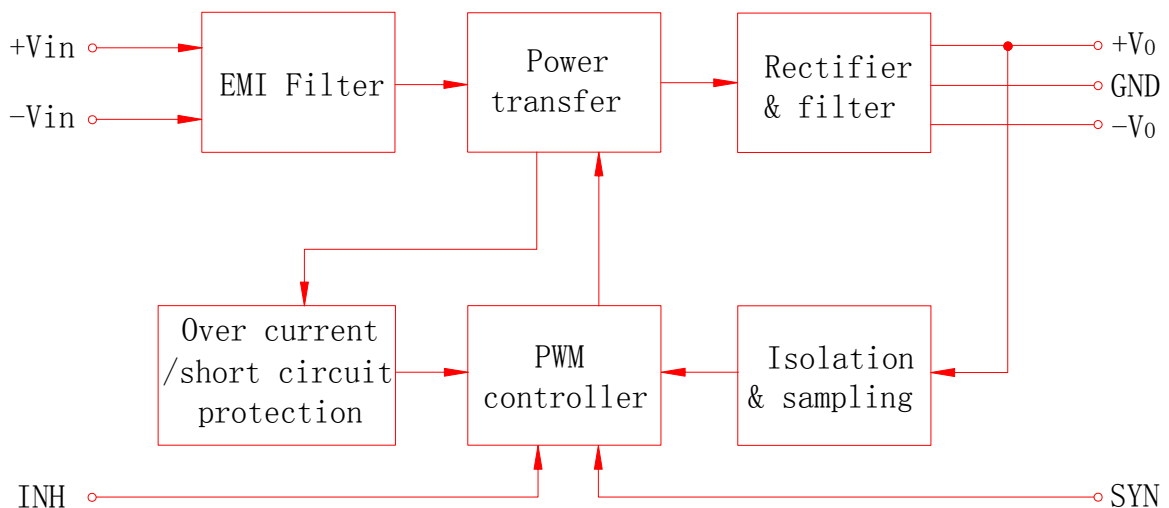 +Vin
-Vin
EMI Filter
Power
transfer
Rectifier
& filter
+V0
GND
-V0
Over current
/short circuit
protection
PWM
controller
Isolation
& sampling
INH
SYN